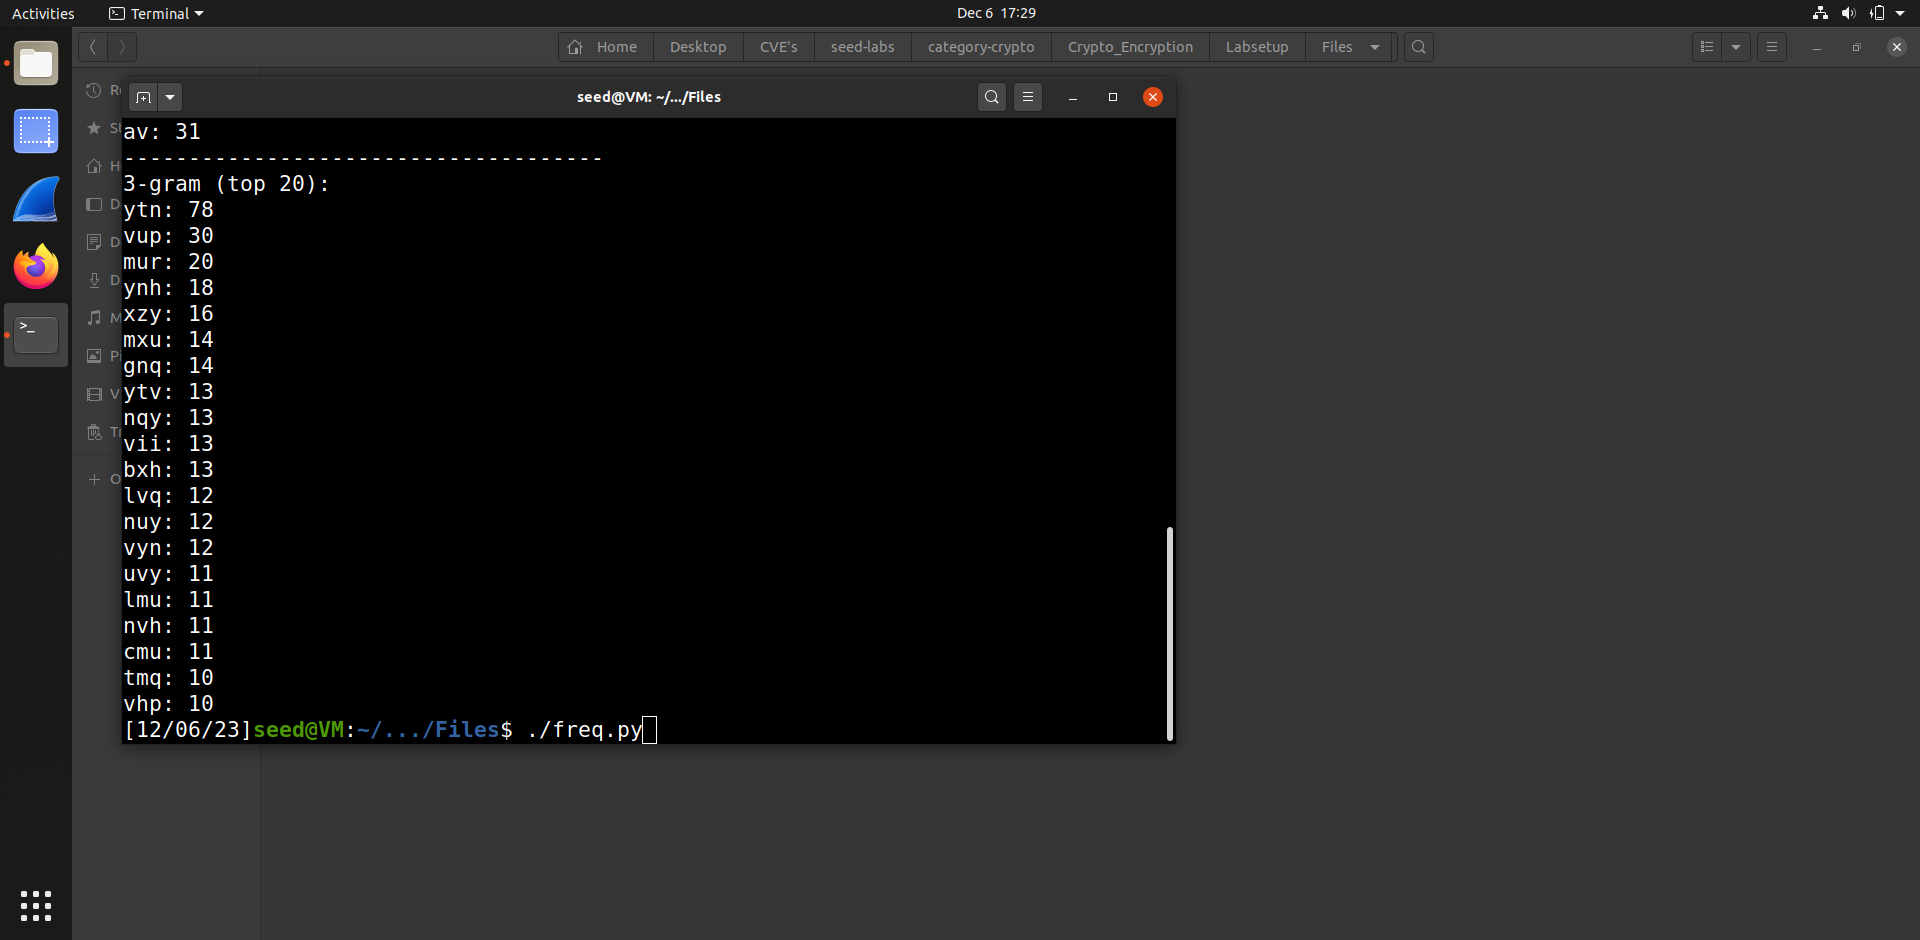 Activities
Terminal
Dec 6 17:29
Home
Desktop
CVE's
seed-labs
category-crypto
Crypto_Encryption
Labsetup
Files
seed@VM: ~/.../Files
av: 31
-------------------------------------
3-gram (top 20):
ytn: 78
vup: 30
mur: 20
ynh: 18
xzy: 16
mxu: 14
gnq: 14
ytv: 13
nqy: 13
vii: 13
bxh: 13
lvq: 12
nuy: 12
vyn: 12
uvy: 11
lmu: 11
nvh: 11
cmu: 11
tmq: 10
vhp: 10
[12/06/23]seed@VM:~/.../Files$ ./freq.py